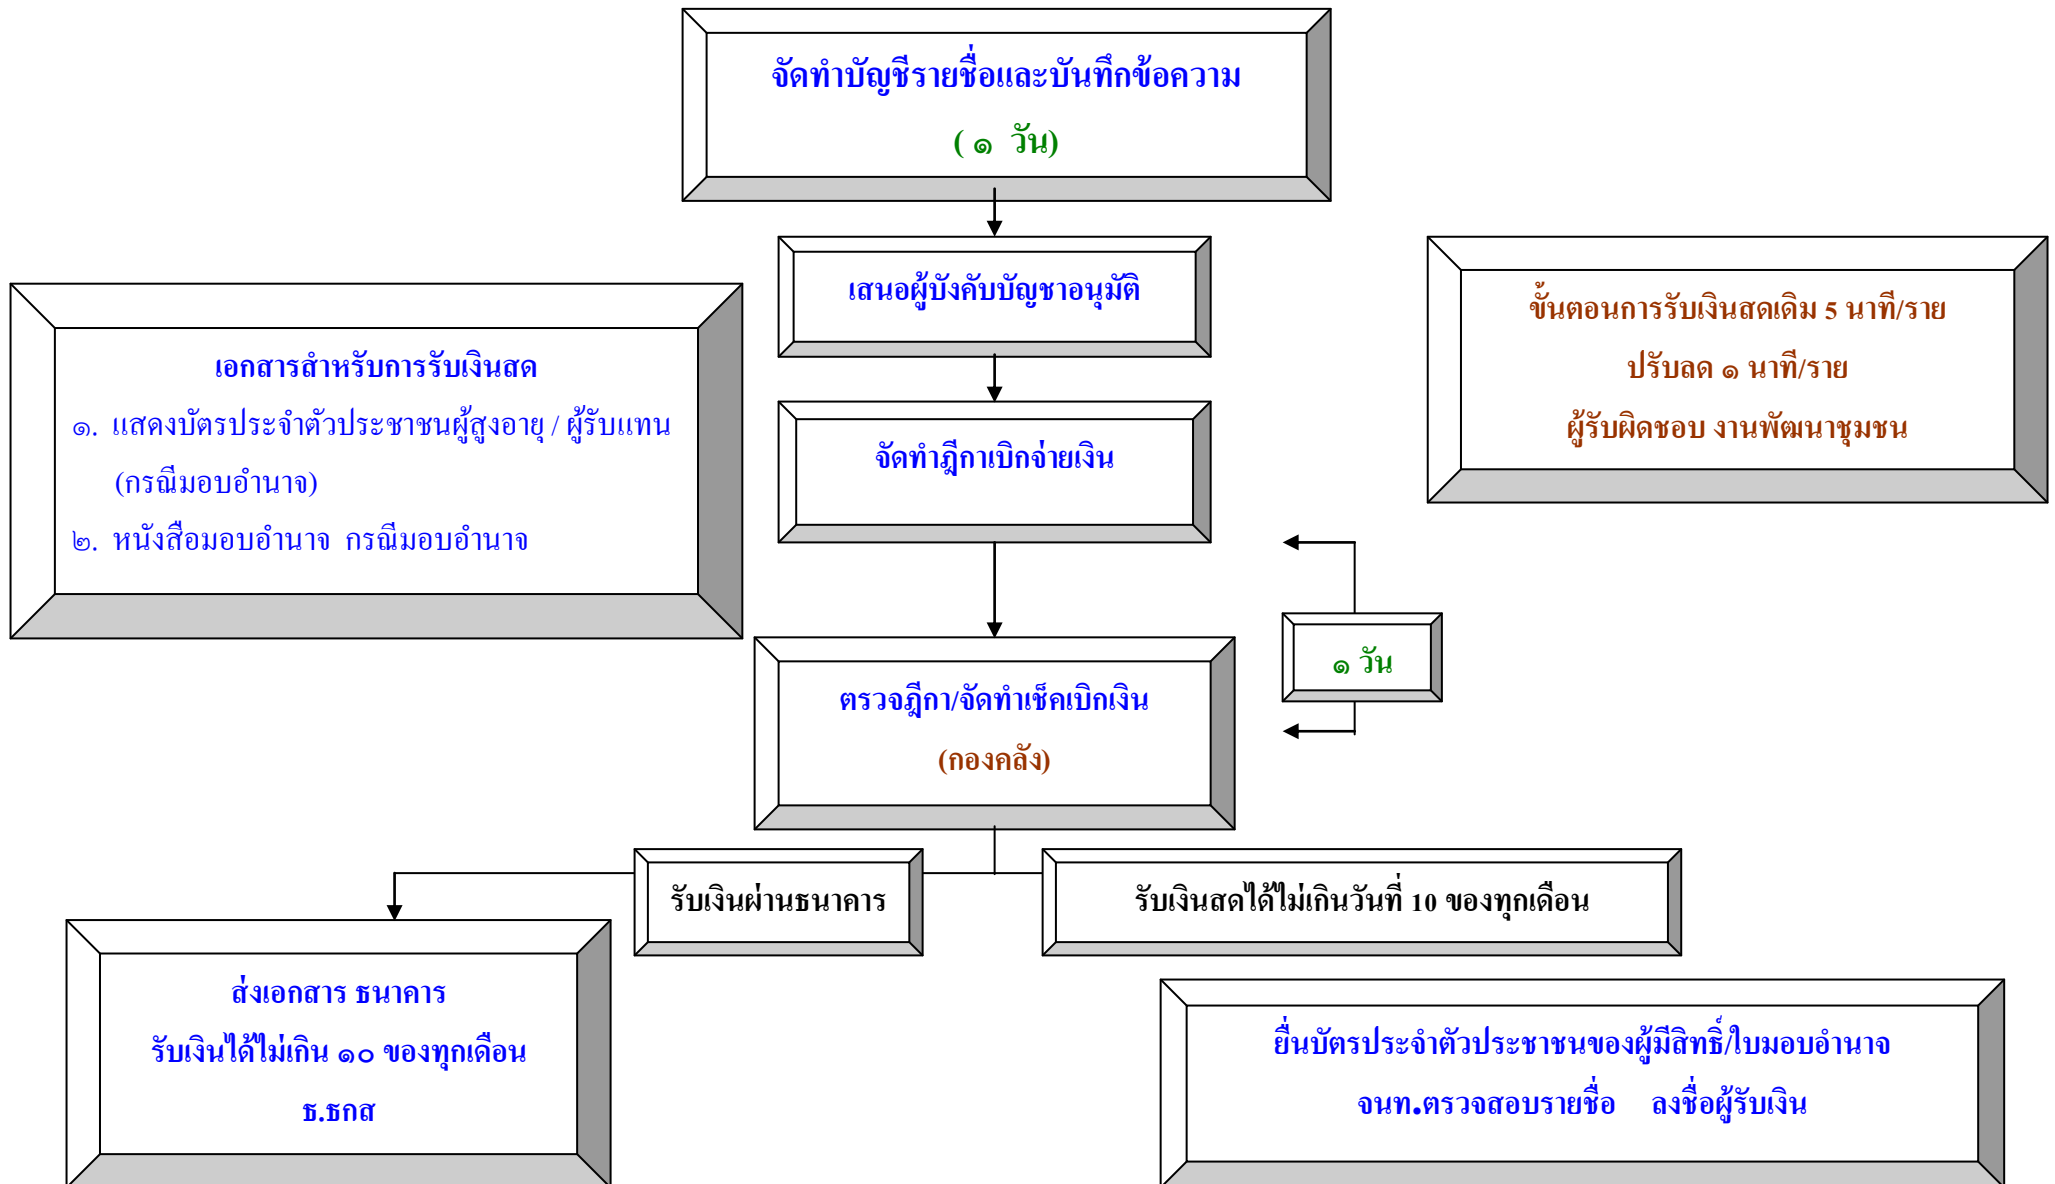 จัดทำบัญชีรายชื่อและบันทึกข้อความ
( ๑ วัน)
เสนอผู้บังคับบัญชาอนุมัติ
ขั้นตอนการรับเงินสดเดิม 5 นาที/ราย
ปรับลด ๑ นาที/ราย
ผู้รับผิดชอบ งานพัฒนาชุมชน
เอกสารสำหรับการรับเงินสด
๑. แสดงบัตรประจำตัวประชาชนผู้สูงอายุ / ผู้รับแทน
(กรณีมอบอำนาจ)
๒. หนังสือมอบอำนาจ กรณีมอบอำนาจ
จัดทำฎีกาเบิกจ่ายเงิน
๑ วัน
ตรวจฎีกา/จัดทำเช็คเบิกเงิน
(กองคลัง)
รับเงินผ่านธนาคาร
รับเงินสดได้ไม่เกินวันที่ 10 ของทุกเดือน
ส่งเอกสาร ธนาคาร
รับเงินได้ไม่เกิน ๑๐ ของทุกเดือน
ธ.ธกส
ยื่นบัตรประจำตัวประชาชนของผู้มีสิทธิ์/ใบมอบอำนาจ
จนท.ตรวจสอบรายชื่อ ลงชื่อผู้รับเงิน